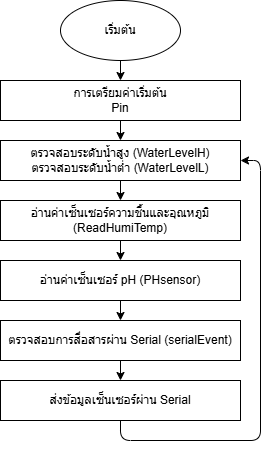 เริ่มต้น
การเตรียมค่าเริ่มต้น
Pin
ตรวจสอบระดับน้ำสูง (WaterLevelH)
ตรวจสอบระดับน้ำต่ำ (WaterLevelL)
อ่านค่าเซ็นเซอร์ความชื้นและอุณหภูมิ
(ReadHumiTemp)
อ่านค่าเซ็นเซอร์ pH (PHsensor)
ตรวจสอบการสื่อสารผ่าน Serial (serialEvent)
ส่งข้อมูลเซ็นเซอร์ผ่าน Serial